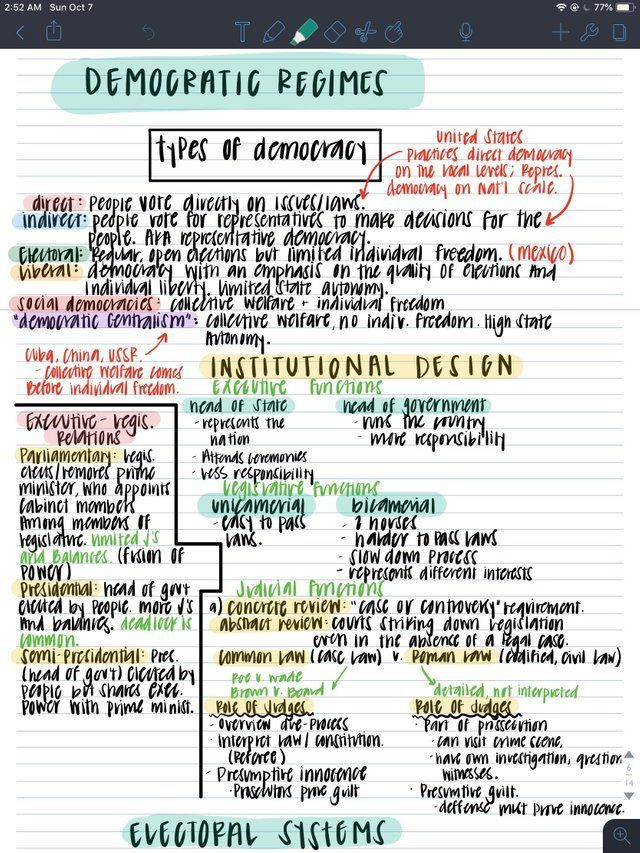 2:52 AM Sun Oct 7
77%
DEMOCRATIC REGIMES
types of democracy
United States
Practices direct democracy
on the local levels; Repres.
democracy on Nat'l scale.
direct: People vote directly on issues/laws.
indirect: people vote for representatives to make decisions for the
people. AKA representative democracy.
Electoral: Regular, open elections but limited individual freedom. (Mexico)
Liberal: democracy with an emphasis on the quality of elections And
Individual liberty. Limited state autonomy.
social democracies: collective welfare + individual freedom
"democratic Centralism": collective welfare, no indiv. freedom. High State
Autonomy.
Cuba, China, USSR.
- Collective Welfare comes
Before individual freedom.
INSTITUTIONAL DESIGN
Executive Functions
head of State
- represents the
nation
- Attends ceremonies
- Less responsibility
head of government
- runs the country
- more responsibility
Executive - Legis.
Relations
Parliamentary: Legis.
elects/removes prime
minister, who appoints
cabinet members
Among members of
legislature. Limited √'s
and Balances. (fusion of
Power)
Presidential: head of gov't
elected by people. more √'s
And balances. deadlock is
common.
Semi-Presidential: Pres.
(head of gov't) elected by
people but shares exec.
Power with prime minist.
Legislative Functions
unicameral
- easy to pass
laws.
bicameral
- 2 houses
- harder to pass laws
- slow down process
- represents different interests
Judicial Functions
a) Concrete review: "case or controversy" requirement.
abstract review: courts striking down legislation
even in the absence of a legal case.
Common Law (case law) v. Roman Law (codified, civil law)
Roe v. Wade
Brown v. Board
detailed, not interpreted
Role of Judges
- Overview due-process
- Interpret law / constitution.
(Referee)
- Presumptive innocence
- Prosecutors prove guilt
Role of Judges
- Part of prosecution
- can visit crime scene,
- have own investigation, question
witnesses.
- Presumptive guilt.
- defense must prove innocence.
6
14
ELECTORAL SYSTEMS